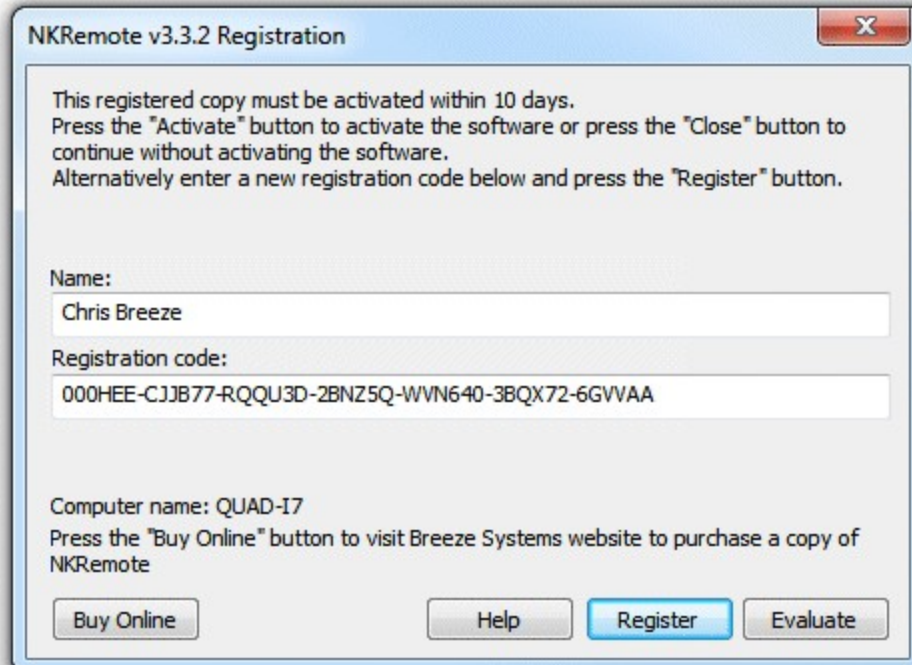 NKRemote v3.3.2 Registration
This registered copy must be activated within 10 days.
Press the "Activate" button to activate the software or press the "Close" button to
continue without activating the software.
Alternatively enter a new registration code below and press the "Register" button.
Name:
Chris Breeze
Registration code:
000HEE-CJJB77-RQQU3D-2BNZ5Q-WVN640-3BQX72-6GVVAA
Computer name: QUAD-I7
Press the "Buy Online" button to visit Breeze Systems website to purchase a copy of
NKRemote
Buy Online Help Register Evaluate